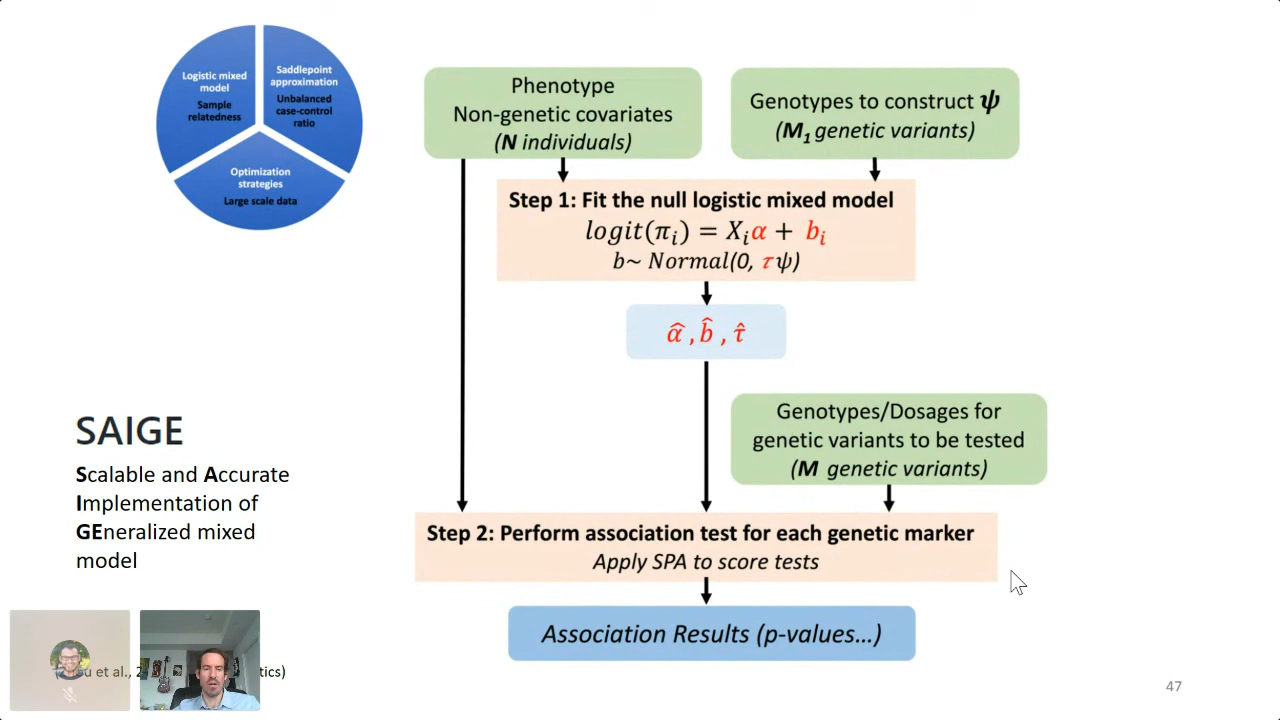 Logistic mixed
model
Sample
relatedness
Saddlepoint
approximation
Unbalanced
case-control
ratio
Optimization
strategies
Large scale data
Phenotype
Non-genetic covariates
(N individuals)
Genotypes to construct ψ
(M₁ genetic variants)
Step 1: Fit the null logistic mixed model
logit(πᵢ) = Xᵢα + bᵢ
b~ Normal(0, τψ)
α̂ , b̂ , τ̂
Genotypes/Dosages for
genetic variants to be tested
(M genetic variants)
SAIGE
Scalable and Accurate
Implementation of
GEneralized mixed
model
Step 2: Perform association test for each genetic marker
Apply SPA to score tests
Association Results (p-values...)
et al., 2
47